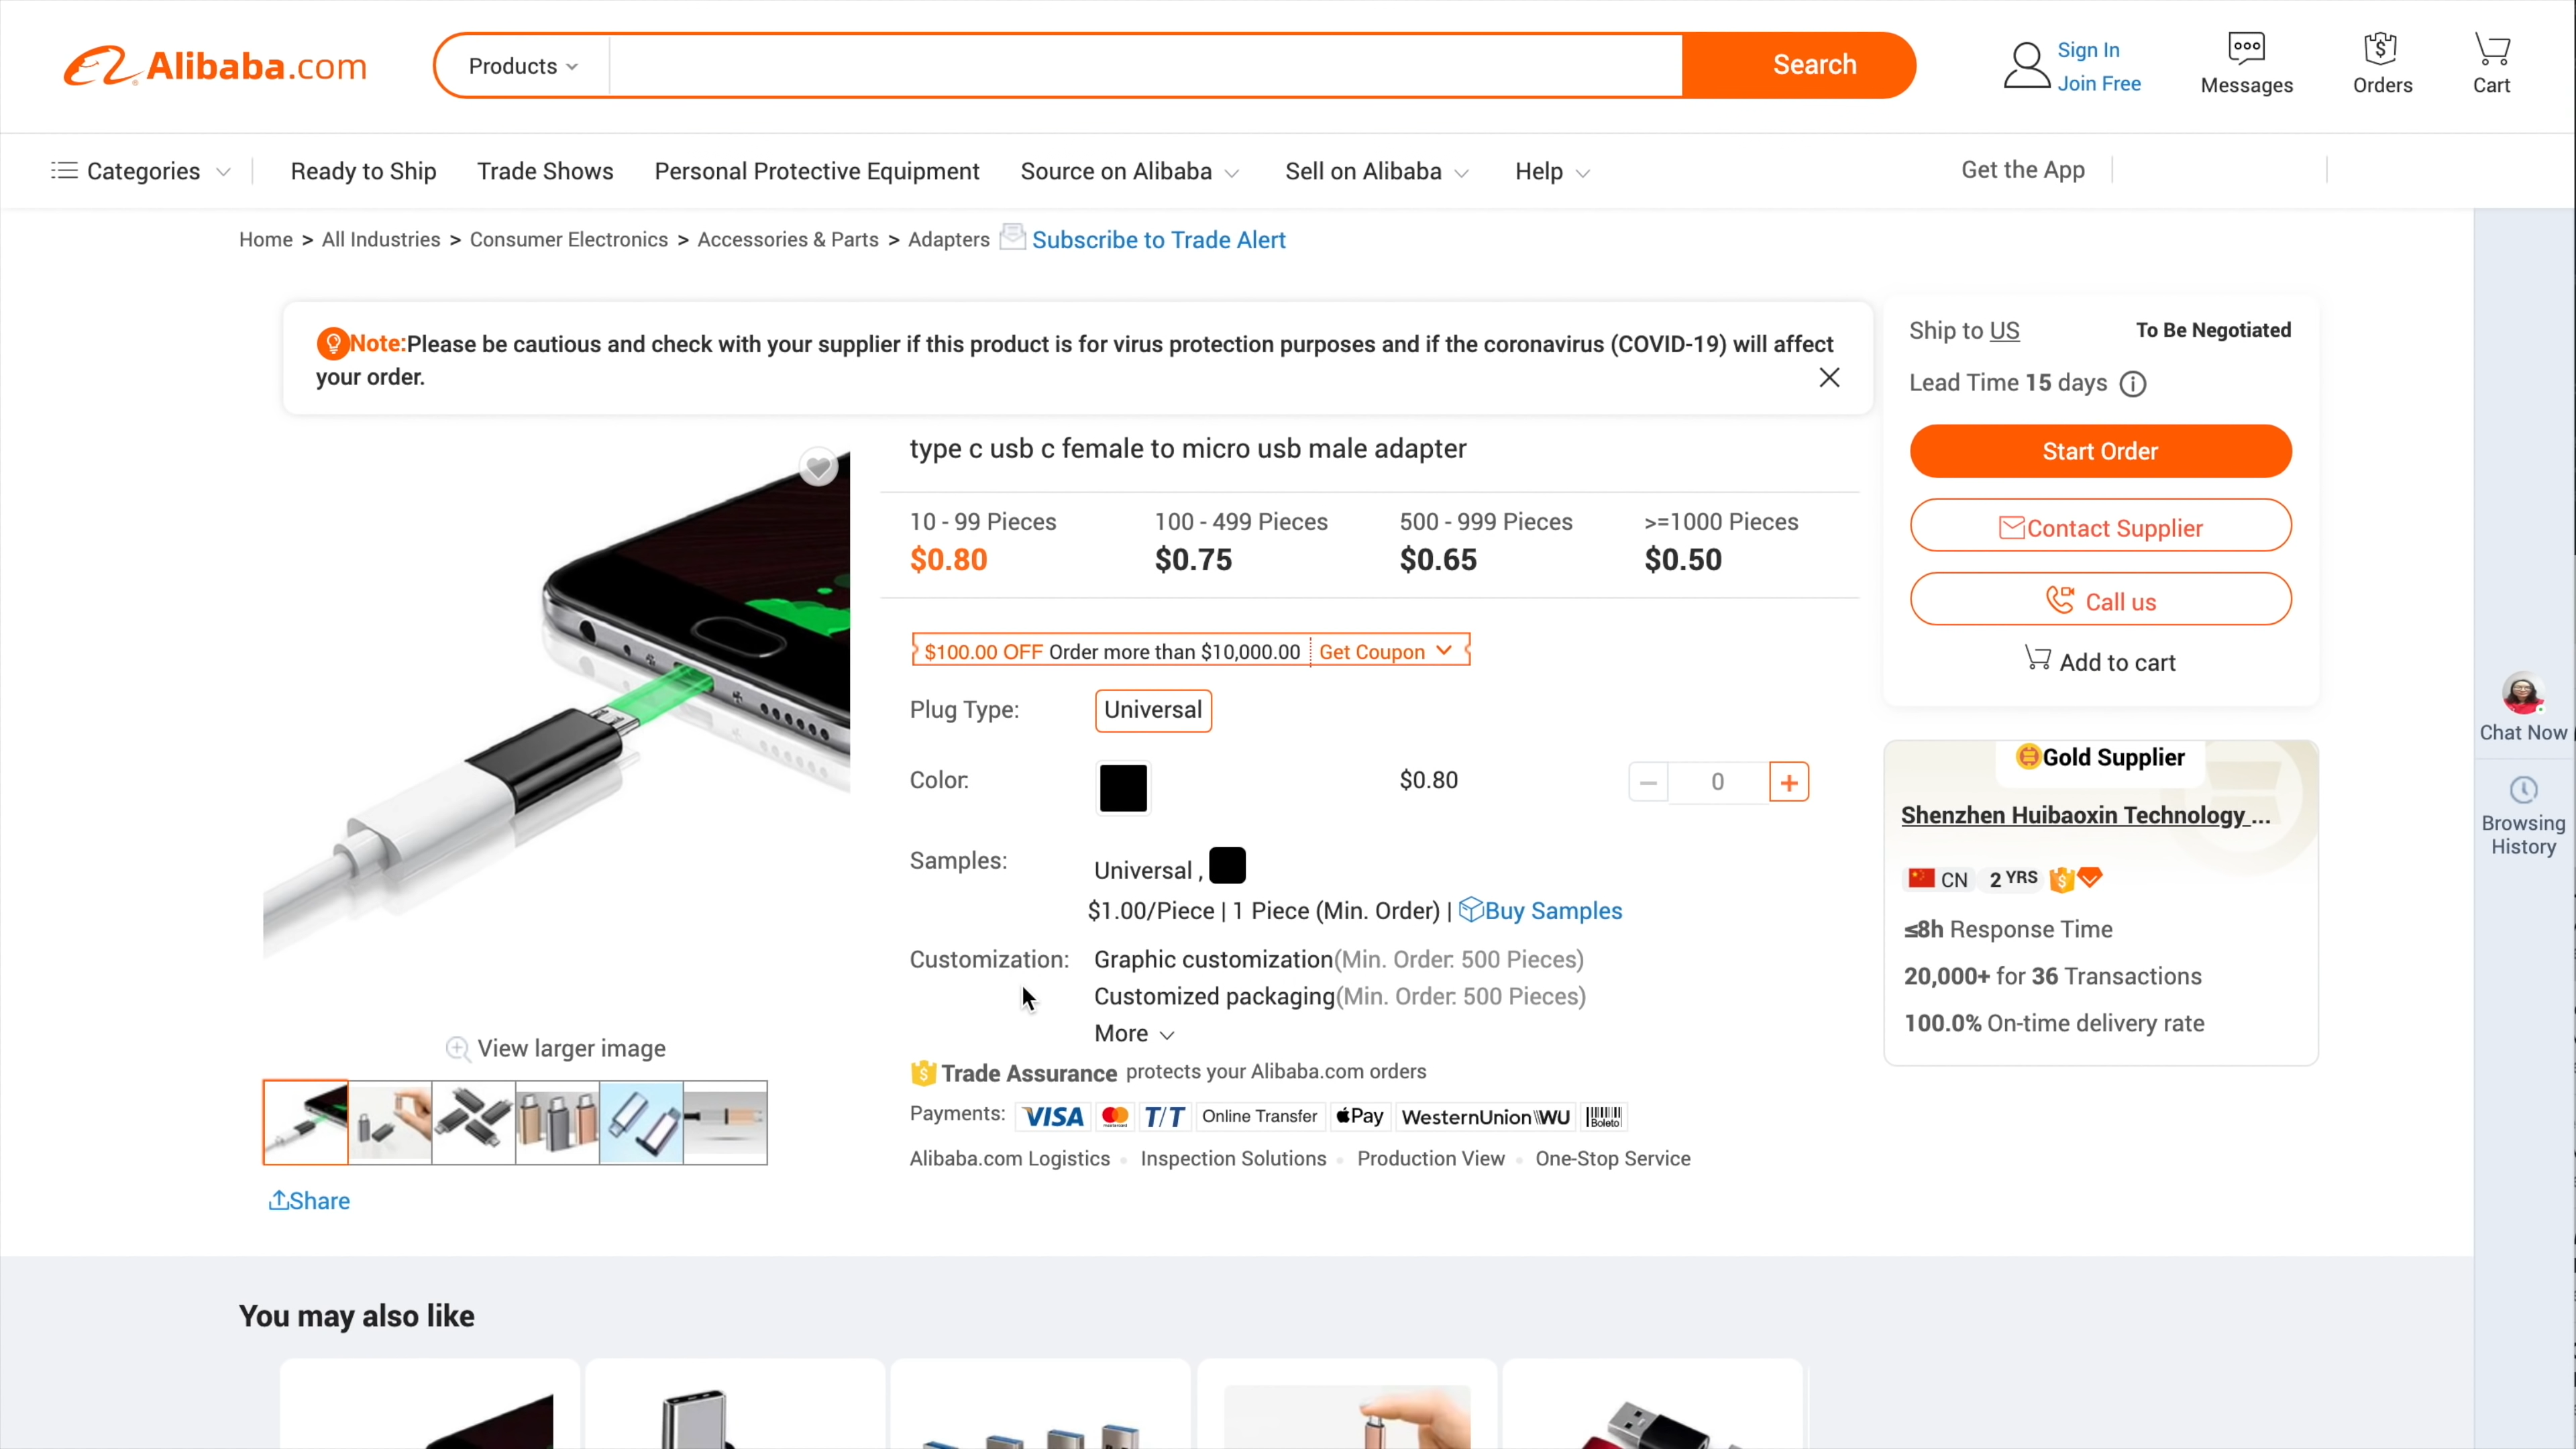 Alibaba.com
Products
Search
Sign In
Join Free
Messages
Orders
Cart
Categories
Ready to Ship
Trade Shows
Personal Protective Equipment
Source on Alibaba
Sell on Alibaba
Help
Get the App
Home > All Industries > Consumer Electronics > Accessories & Parts > Adapters Subscribe to Trade Alert
Note:Please be cautious and check with your supplier if this product is for virus protection purposes and if the coronavirus (COVID-19) will affect
your order.
type c usb c female to micro usb male adapter
10 - 99 Pieces
$0.80
100 - 499 Pieces
$0.75
500 - 999 Pieces
$0.65
>=1000 Pieces
$0.50
$100.00 OFF Order more than $10,000.00 Get Coupon
Plug Type: Universal
Color: $0.80 − 0 +
Samples: Universal ,
$1.00/Piece | 1 Piece (Min. Order) | Buy Samples
Customization: Graphic customization(Min. Order: 500 Pieces)
Customized packaging(Min. Order: 500 Pieces)
More
Trade Assurance protects your Alibaba.com orders
Payments: VISA mastercard T/T Online Transfer Pay WesternUnion WU Boleto
Alibaba.com Logistics Inspection Solutions Production View One-Stop Service
View larger image
Share
Ship to US To Be Negotiated
Lead Time 15 days
Start Order
Contact Supplier
Call us
Add to cart
Gold Supplier
Shenzhen Huibaoxin Technology ...
CN 2 YRS
≤8h Response Time
20,000+ for 36 Transactions
100.0% On-time delivery rate
Chat Now
Browsing
History
You may also like